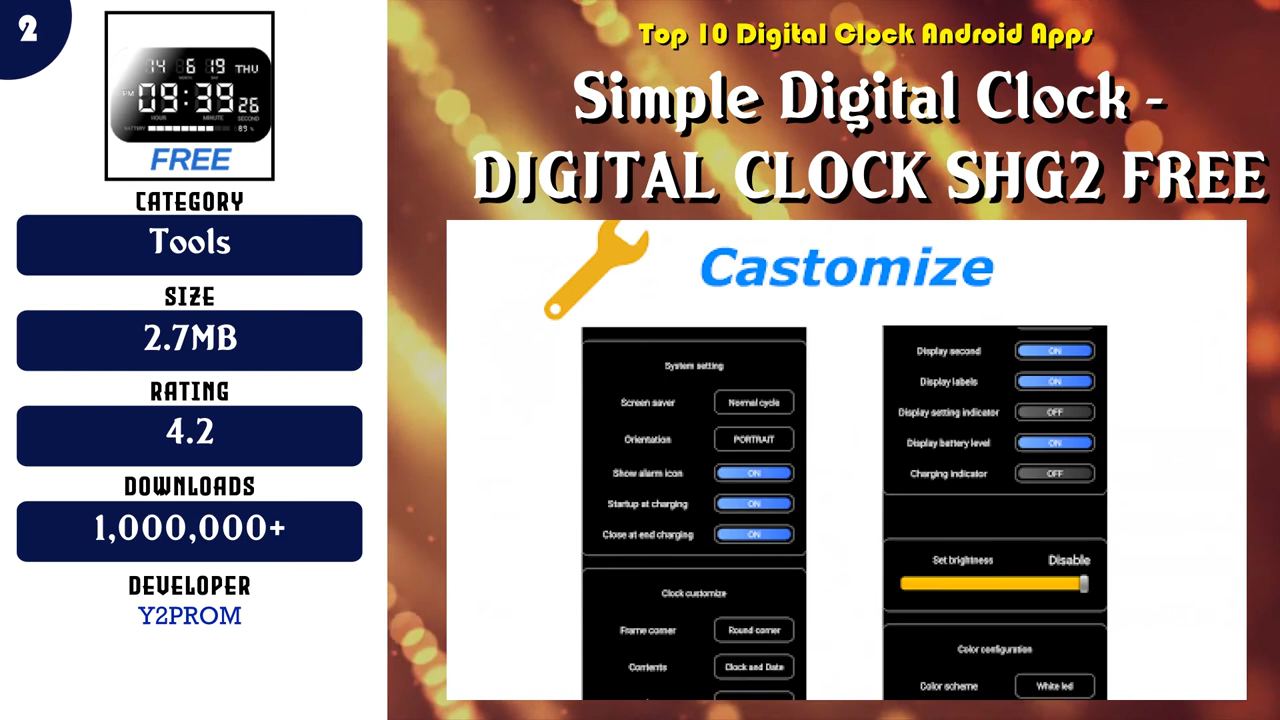 2
14 6 19 THU
MONTH DAY
PM 09:39 26
HOUR MINUTE SECOND
BATTERY 89 %
FREE
CATEGORY
Tools
SIZE
2.7MB
RATING
4.2
DOWNLOADS
1,000,000+
DEVELOPER
Y2PROM
Top 10 Digital Clock Android Apps
Simple Digital Clock -
DIGITAL CLOCK SHG2 FREE
Castomize
System setting
Screen saver Normal cycle
Orientation PORTRAIT
Show alarm icon ON
Startup at charging ON
Close at end charging ON
Clock customize
Frame corner Round corner
Contents Clock and Date
Display second ON
Display labels ON
Display setting indicator OFF
Display battery level ON
Charging indicator OFF
Set brightness Disable
Color configuration
Color scheme White led